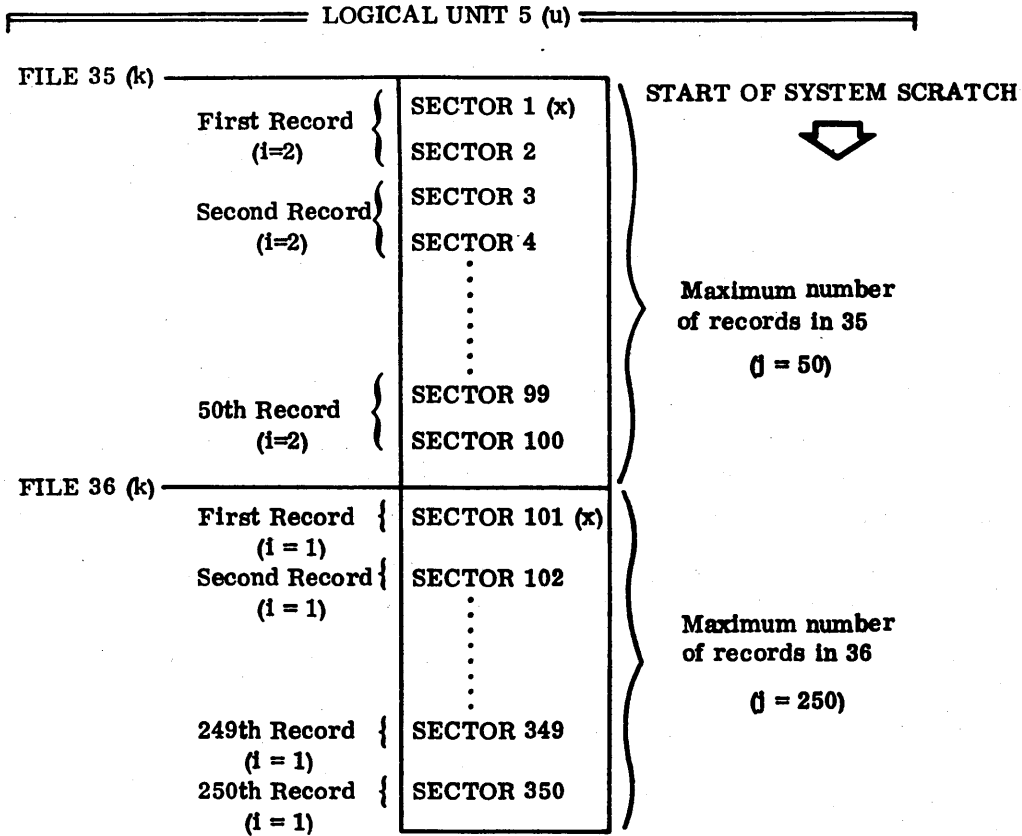 LOGICAL UNIT 5 (u)
FILE 35 (k)
START OF SYSTEM SCRATCH
First Record
(i=2)
SECTOR 1 (x)
SECTOR 2
Second Record
(i=2)
SECTOR 3
SECTOR 4
Maximum number
of records in 35
(j = 50)
50th Record
(i=2)
SECTOR 99
SECTOR 100
FILE 36 (k)
First Record
(i = 1)
SECTOR 101 (x)
Second Record
(i = 1)
SECTOR 102
Maximum number
of records in 36
(j = 250)
249th Record
(i = 1)
SECTOR 349
250th Record
(i = 1)
SECTOR 350